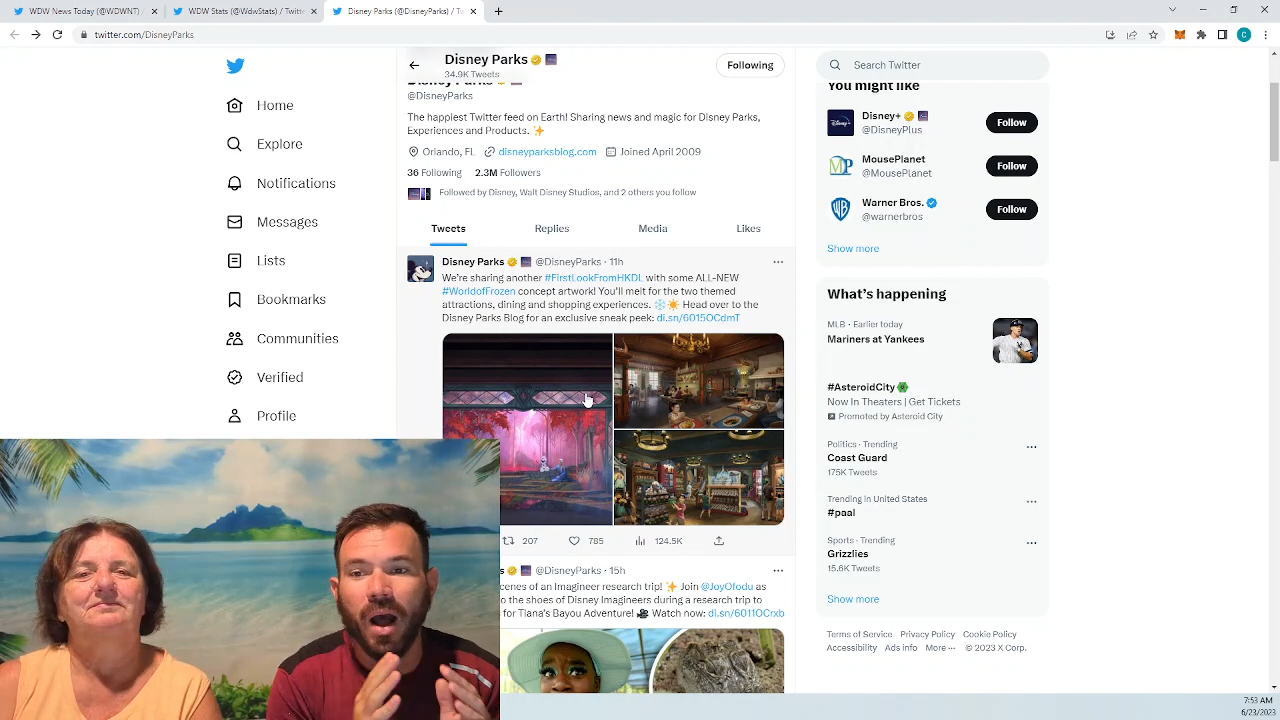 WDW News Today (@WDWNT) /
WDW Stats (@WdwStats) / Twitte
Disney Parks (@DisneyParks) / Tu
twitter.com/DisneyParks
C
Disney Parks
34.9K Tweets
Following
Search Twitter
Home
Explore
Notifications
Messages
Lists
Bookmarks
Communities
Verified
Profile
Disney Parks
@DisneyParks
The happiest Twitter feed on Earth! Sharing news and magic for Disney Parks,
Experiences and Products. ✨
Orlando, FL disneyparksblog.com Joined April 2009
36 Following 2.3M Followers
Followed by Disney, Walt Disney Studios, and 2 others you follow
Tweets Replies Media Likes
Disney Parks @DisneyParks · 11h
We're sharing another #FirstLookFromHKDL with some ALL-NEW
#WorldofFrozen concept artwork! You'll melt for the two themed
attractions, dining and shopping experiences. ❄️☀️ Head over to the
Disney Parks Blog for an exclusive sneak peek: di.sn/6015OCdmT
207 785 124.5K
s @DisneyParks · 15h
cenes of an Imagineer research trip! ✨ Join @JoyOfodu as
o the shoes of Disney Imagineers during a research trip to
for Tiana's Bayou Adventure! 🎥 Watch now: di.sn/6011OCrxb
You might like
Disney+
Disney+
@DisneyPlus
Follow
MP
MousePlanet
@MousePlanet
Follow
WB
Warner Bros.
@warnerbros
Follow
Show more
What's happening
MLB · Earlier today
Mariners at Yankees
#AsteroidCity
Now In Theaters | Get Tickets
Promoted by Asteroid City
Politics · Trending
Coast Guard
175K Tweets
Trending in United States
#paal
Sports · Trending
Grizzlies
15.6K Tweets
Show more
Terms of Service Privacy Policy Cookie Policy
Accessibility Ads info More ··· © 2023 X Corp.
7:53 AM
6/23/2023